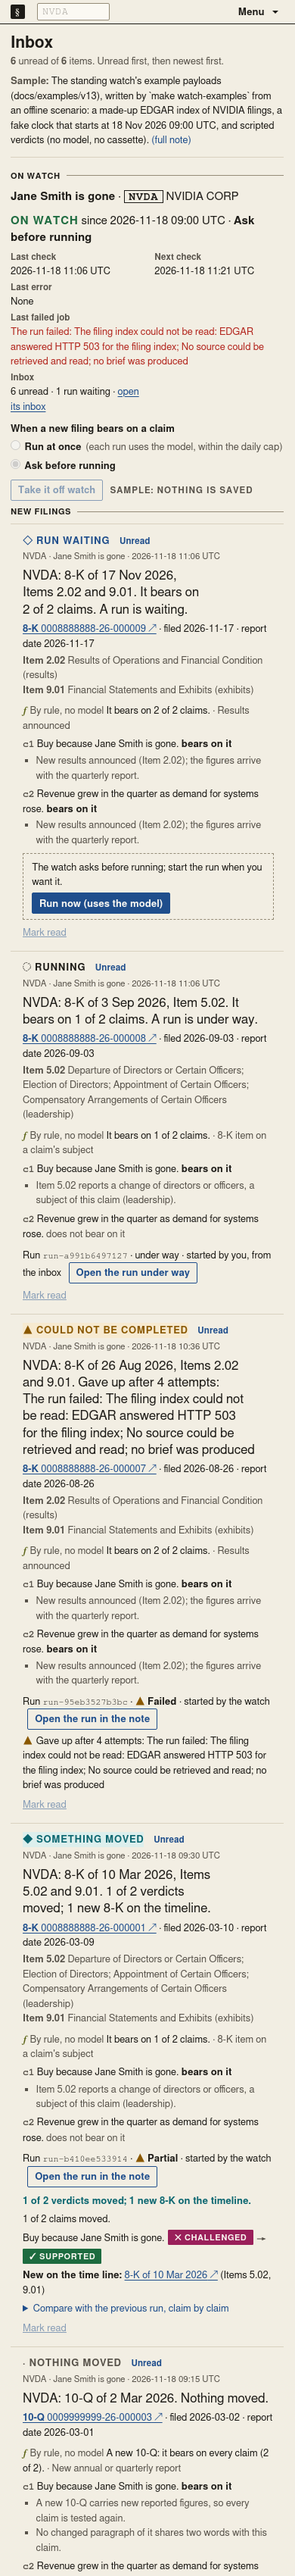 § NVDA Menu
Inbox
6 unread of 6 items. Unread first, then newest first.
Sample: The standing watch's example payloads
(docs/examples/v13), written by `make watch-examples` from
an offline scenario: a made-up EDGAR index of NVIDIA filings, a
fake clock that starts at 18 Nov 2026 09:00 UTC, and scripted
verdicts (no model, no cassette). (full note)
ON WATCH
Jane Smith is gone · NVDA NVIDIA CORP
ON WATCH since 2026-11-18 09:00 UTC · Ask
before running
Last check Next check
2026-11-18 11:06 UTC 2026-11-18 11:21 UTC
Last error
None
Last failed job
The run failed: The filing index could not be read: EDGAR
answered HTTP 503 for the filing index; No source could be
retrieved and read; no brief was produced
Inbox
6 unread · 1 run waiting · open
its inbox
When a new filing bears on a claim
Run at once (each run uses the model, within the daily cap)
Ask before running
Take it off watch SAMPLE: NOTHING IS SAVED
NEW FILINGS
◇ RUN WAITING Unread
NVDA · Jane Smith is gone · 2026-11-18 11:06 UTC
NVDA: 8-K of 17 Nov 2026,
Items 2.02 and 9.01. It bears on
2 of 2 claims. A run is waiting.
8-K 0008888888-26-000009 ↗ · filed 2026-11-17 · report
date 2026-11-17
Item 2.02 Results of Operations and Financial Condition
(results)
Item 9.01 Financial Statements and Exhibits (exhibits)
ƒ By rule, no model It bears on 2 of 2 claims. · Results
announced
c1 Buy because Jane Smith is gone. bears on it
▪ New results announced (Item 2.02); the figures arrive
with the quarterly report.
c2 Revenue grew in the quarter as demand for systems
rose. bears on it
▪ New results announced (Item 2.02); the figures arrive
with the quarterly report.
The watch asks before running; start the run when you
want it.
Run now (uses the model)
Mark read
RUNNING Unread
NVDA · Jane Smith is gone · 2026-11-18 11:06 UTC
NVDA: 8-K of 3 Sep 2026, Item 5.02. It
bears on 1 of 2 claims. A run is under way.
8-K 0008888888-26-000008 ↗ · filed 2026-09-03 · report
date 2026-09-03
Item 5.02 Departure of Directors or Certain Officers;
Election of Directors; Appointment of Certain Officers;
Compensatory Arrangements of Certain Officers
(leadership)
ƒ By rule, no model It bears on 1 of 2 claims. · 8-K item on
a claim's subject
c1 Buy because Jane Smith is gone. bears on it
▪ Item 5.02 reports a change of directors or officers, a
subject of this claim (leadership).
c2 Revenue grew in the quarter as demand for systems
rose. does not bear on it
Run run-a991b6497127 · under way · started by you, from
the inbox Open the run under way
Mark read
▲ COULD NOT BE COMPLETED Unread
NVDA · Jane Smith is gone · 2026-11-18 10:36 UTC
NVDA: 8-K of 26 Aug 2026, Items 2.02
and 9.01. Gave up after 4 attempts:
The run failed: The filing index could not
be read: EDGAR answered HTTP 503
for the filing index; No source could be
retrieved and read; no brief was produced
8-K 0008888888-26-000007 ↗ · filed 2026-08-26 · report
date 2026-08-26
Item 2.02 Results of Operations and Financial Condition
(results)
Item 9.01 Financial Statements and Exhibits (exhibits)
ƒ By rule, no model It bears on 2 of 2 claims. · Results
announced
c1 Buy because Jane Smith is gone. bears on it
▪ New results announced (Item 2.02); the figures arrive
with the quarterly report.
c2 Revenue grew in the quarter as demand for systems
rose. bears on it
▪ New results announced (Item 2.02); the figures arrive
with the quarterly report.
Run run-95eb3527b3bc · ▲ Failed · started by the watch
Open the run in the note
▲ Gave up after 4 attempts: The run failed: The filing
index could not be read: EDGAR answered HTTP 503 for
the filing index; No source could be retrieved and read; no
brief was produced
Mark read
◆ SOMETHING MOVED Unread
NVDA · Jane Smith is gone · 2026-11-18 09:30 UTC
NVDA: 8-K of 10 Mar 2026, Items
5.02 and 9.01. 1 of 2 verdicts
moved; 1 new 8-K on the timeline.
8-K 0008888888-26-000001 ↗ · filed 2026-03-10 · report
date 2026-03-09
Item 5.02 Departure of Directors or Certain Officers;
Election of Directors; Appointment of Certain Officers;
Compensatory Arrangements of Certain Officers
(leadership)
Item 9.01 Financial Statements and Exhibits (exhibits)
ƒ By rule, no model It bears on 1 of 2 claims. · 8-K item on
a claim's subject
c1 Buy because Jane Smith is gone. bears on it
▪ Item 5.02 reports a change of directors or officers, a
subject of this claim (leadership).
c2 Revenue grew in the quarter as demand for systems
rose. does not bear on it
Run run-b410ee533914 · ▲ Partial · started by the watch
Open the run in the note
1 of 2 verdicts moved; 1 new 8-K on the timeline.
1 of 2 claims moved.
Buy because Jane Smith is gone. ✕ CHALLENGED →
✓ SUPPORTED
New on the time line: 8-K of 10 Mar 2026 ↗ (Items 5.02,
9.01)
▶ Compare with the previous run, claim by claim
Mark read
· NOTHING MOVED Unread
NVDA · Jane Smith is gone · 2026-11-18 09:15 UTC
NVDA: 10-Q of 2 Mar 2026. Nothing moved.
10-Q 0009999999-26-000003 ↗ · filed 2026-03-02 · report
date 2026-03-01
ƒ By rule, no model A new 10-Q: it bears on every claim (2
of 2). · New annual or quarterly report
c1 Buy because Jane Smith is gone. bears on it
▪ A new 10-Q carries new reported figures, so every
claim is tested again.
▪ No changed paragraph of it shares two words with this
claim.
c2 Revenue grew in the quarter as demand for systems